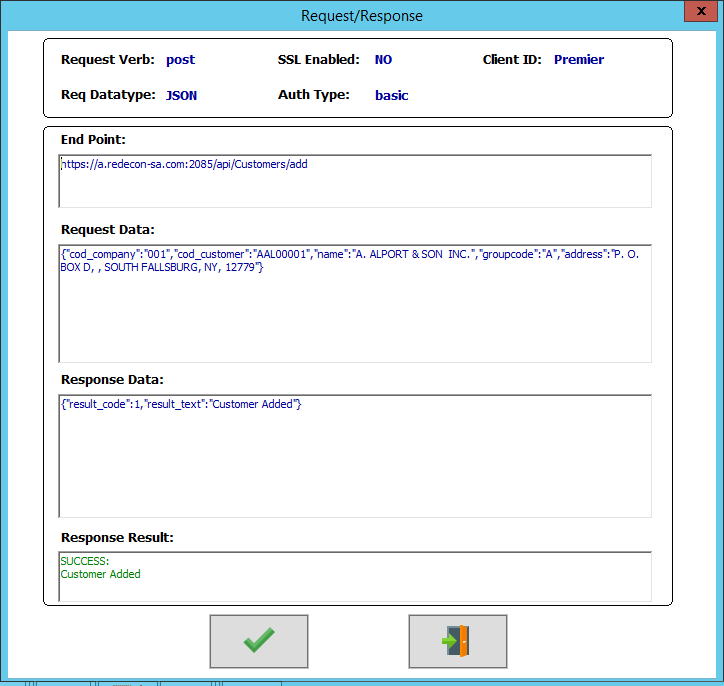 Request/Response
x
Request Verb: post SSL Enabled: NO Client ID: Premier
Req Datatype: JSON Auth Type: basic
End Point:
https://a.redecon-sa.com:2085/api/Customers/add
Request Data:
{"cod_company":"001","cod_customer":"AAL00001","name":"A. ALPORT & SON  INC.","groupcode":"A","address":"P. O.
BOX D, , SOUTH FALLSBURG, NY, 12779"}
Response Data:
{"result_code":1,"result_text":"Customer Added"}
Response Result:
SUCCESS:
Customer Added